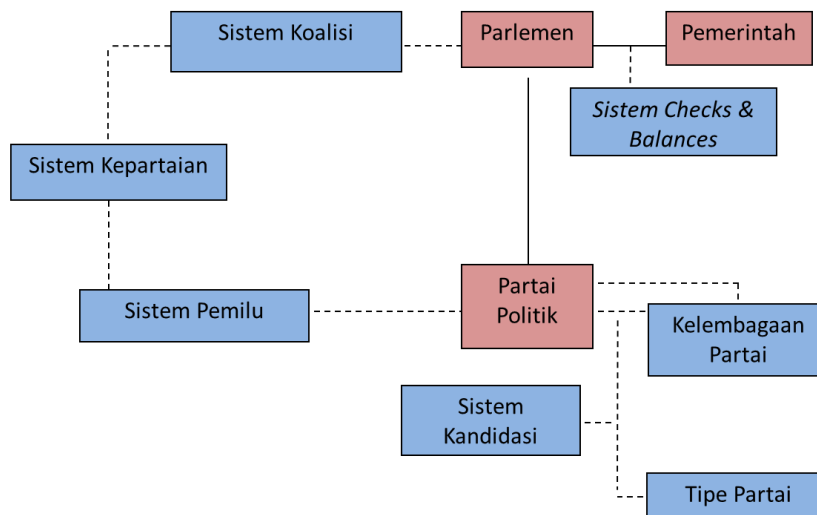 Sistem Koalisi
Parlemen
Pemerintah
Sistem Checks &
Balances
Sistem Kepartaian
Partai
Politik
Sistem Pemilu
Kelembagaan
Partai
Sistem
Kandidasi
Tipe Partai